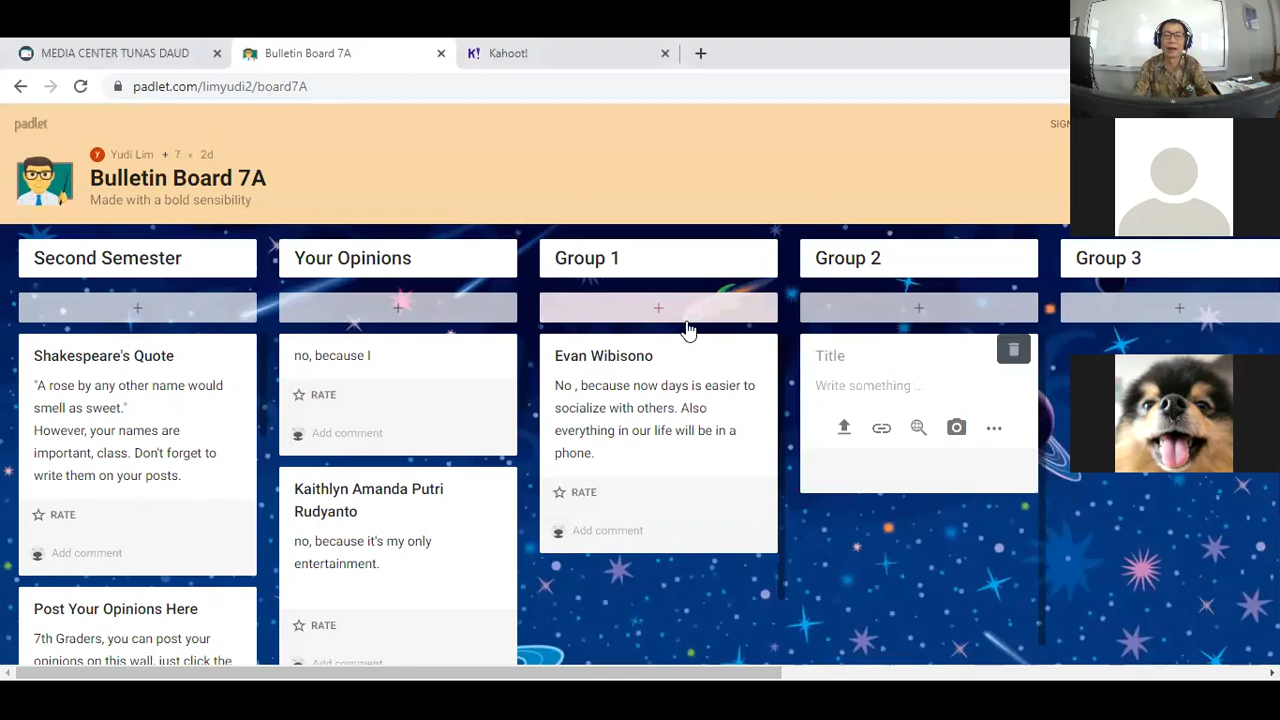 MEDIA CENTER TUNAS DAUD
Bulletin Board 7A
K! Kahoot!
padlet.com/limyudi2/board7A
padlet
SIGN
Y Yudi Lim + 7 • 2d
Bulletin Board 7A
Made with a bold sensibility
Second Semester
Shakespeare's Quote
"A rose by any other name would
smell as sweet."
However, your names are
important, class. Don't forget to
write them on your posts.
RATE
Add comment
Post Your Opinions Here
7th Graders, you can post your
opinions on this wall, just click the
Your Opinions
no, because I
RATE
Add comment
Kaithlyn Amanda Putri
Rudyanto
no, because it's my only
entertainment.
RATE
Add comment
Group 1
Evan Wibisono
No , because now days is easier to
socialize with others. Also
everything in our life will be in a
phone.
RATE
Add comment
Group 2
Title
Write something ...
Group 3